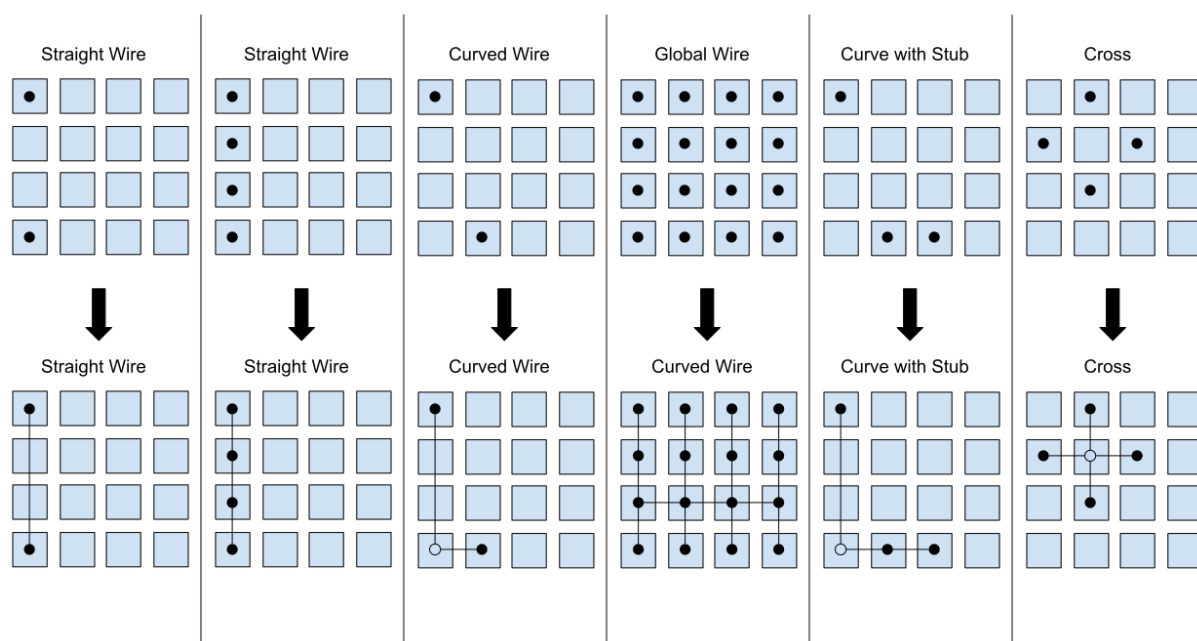 Straight Wire
Straight Wire
Curved Wire
Global Wire
Curve with Stub
Cross
Straight Wire
Straight Wire
Curved Wire
Curved Wire
Curve with Stub
Cross